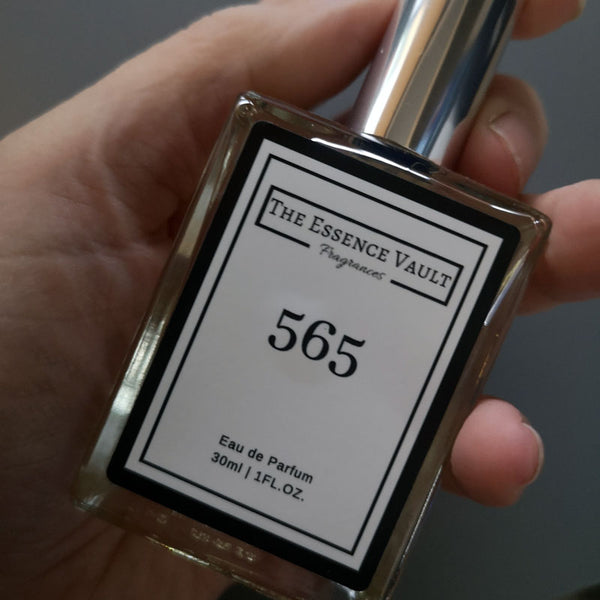 The Essence Vault
Fragrances
565
Eau de Parfum
30ml | 1FL.OZ.